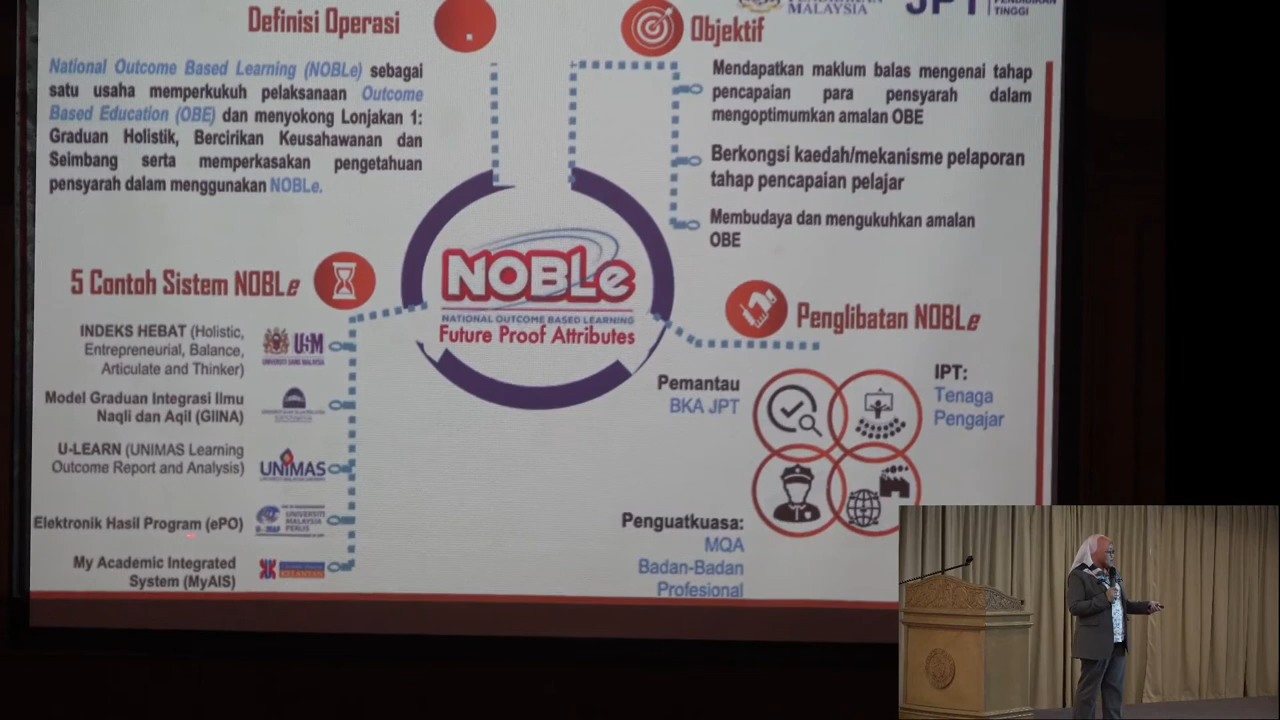 Definisi Operasi
National Outcome Based Learning (NOBLe) sebagai
satu usaha memperkukuh pelaksanaan Outcome
Based Education (OBE) dan menyokong Lonjakan 1:
Graduan Holistik, Bercirikan Keusahawanan dan
Seimbang serta memperkasakan pengetahuan
pensyarah dalam menggunakan NOBLe.
Objektif
MALAYSIA
JPT
TINGGI
Mendapatkan maklum balas mengenai tahap
pencapaian para pensyarah dalam
mengoptimumkan amalan OBE
Berkongsi kaedah/mekanisme pelaporan
tahap pencapaian pelajar
Membudaya dan mengukuhkan amalan
OBE
NOBLe
NATIONAL OUTCOME BASED LEARNING
Future Proof Attributes
5 Contoh Sistem NOBLe
INDEKS HEBAT (Holistic,
Entrepreneurial, Balance,
Articulate and Thinker)
USM
Model Graduan Integrasi Ilmu
Naqli dan Aqil (GIINA)
U-LEARN (UNIMAS Learning
Outcome Report and Analysis)
UNIMAS
Elektronik Hasil Program (ePO)
UNIVERSITI
MALAYSIA
PERLIS
My Academic Integrated
System (MyAIS)
KELANTAN
Penglibatan NOBLe
Pemantau
BKA JPT
IPT:
Tenaga
Pengajar
Penguatkuasa:
MQA
Badan-Badan
Profesional